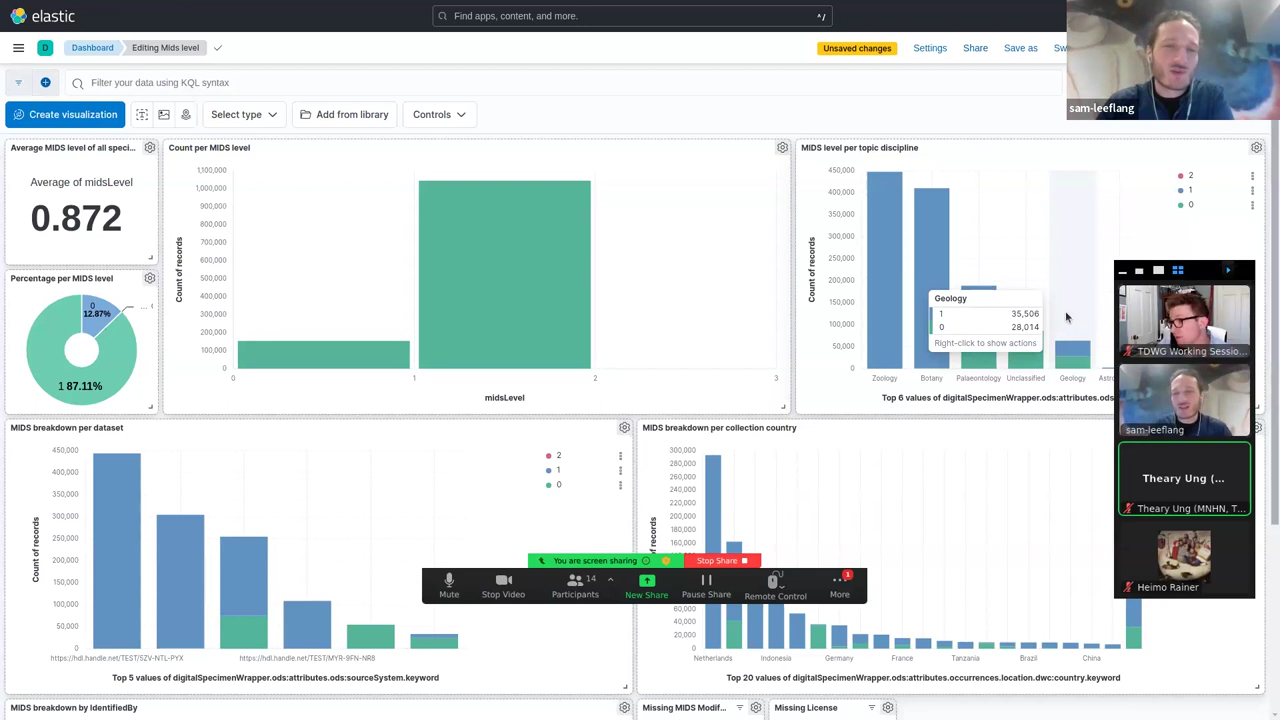 elastic
Find apps, content, and more.
^/
D
Dashboard
Editing Mids level
Unsaved changes
Settings
Share
Save as
Sw
sam-leeflang
Filter your data using KQL syntax
Create visualization
Select type
Add from library
Controls
Average MIDS level of all speci...
Average of midsLevel
0.872
Percentage per MIDS level
0
12.87%
1 87.11%
Count per MIDS level
1,100,000
1,000,000
900,000
800,000
700,000
600,000
500,000
400,000
300,000
200,000
100,000
0
Count of records
0
1
2
3
midsLevel
MIDS level per topic discipline
450,000
400,000
350,000
300,000
250,000
200,000
150,000
100,000
50,000
0
Count of records
2
1
0
Geology
1 35,506
0 28,014
Right-click to show actions
Zoology
Botany
Palaeontology
Unclassified
Geology
Astro
Top 6 values of digitalSpecimenWrapper.ods:attributes.ods
TDWG Working Sessio...
sam-leeflang
Theary Ung (...
Theary Ung (MNHN, T...
Heimo Rainer
MIDS breakdown per dataset
450,000
400,000
350,000
300,000
250,000
200,000
150,000
100,000
50,000
0
Count of records
2
1
0
https://hdl.handle.net/TEST/5ZV-NTL-PYX
https://hdl.handle.net/TEST/MYR-9FN-NR8
Top 5 values of digitalSpecimenWrapper.ods:attributes.ods:sourceSystem.keyword
MIDS breakdown per collection country
300,000
280,000
260,000
240,000
220,000
200,000
180,000
160,000
140,000
60,000
40,000
20,000
0
of records
Netherlands
Indonesia
Germany
France
Tanzania
Brazil
China
Top 20 values of digitalSpecimenWrapper.ods:attributes.occurrences.location.dwc:country.keyword
You are screen sharing
Stop Share
Mute
Stop Video
Participants
14
New Share
Pause Share
Remote Control
More
1
MIDS breakdown by IdentifiedBy
Missing MIDS Modif...
Missing License